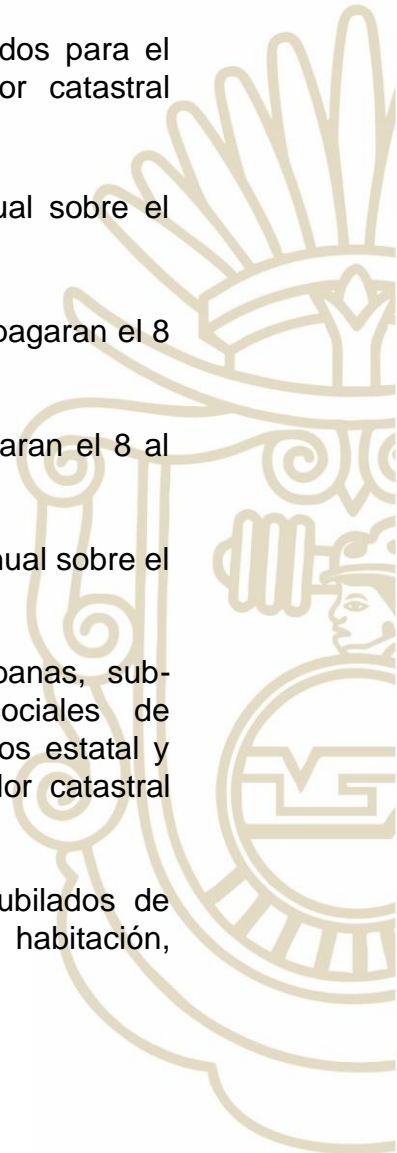 dos para el
or catastral
ual sobre el
pagaran el 8
aran el 8 al
nual sobre el
banas, sub-
ociales de
os estatal y
lor catastral
ubilados de
habitación,